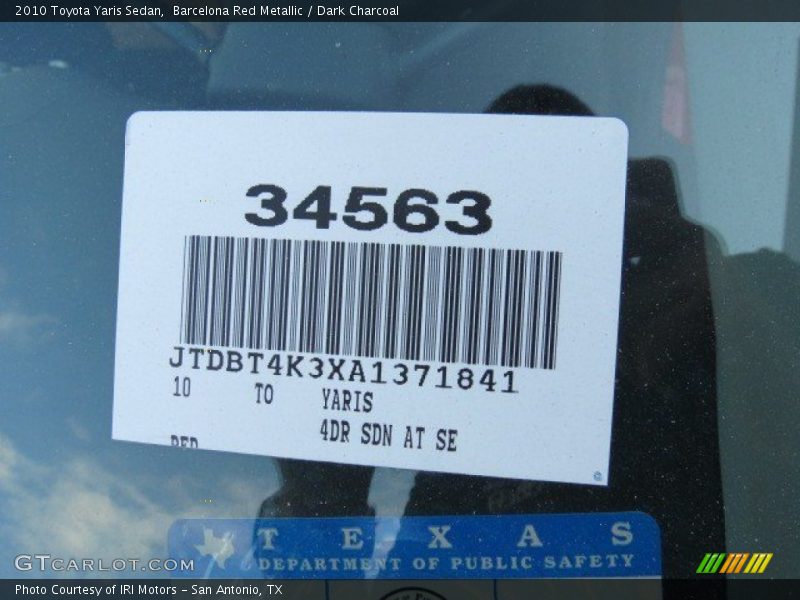 2010 Toyota Yaris Sedan,  Barcelona Red Metallic / Dark Charcoal
34563
JTDBT4K3XA1371841
10 TO YARIS
4DR SDN AT SE
RED
TEXAS
DEPARTMENT OF PUBLIC SAFETY
GTCARLOT.COM
Photo Courtesy of IRI Motors – San Antonio, TX